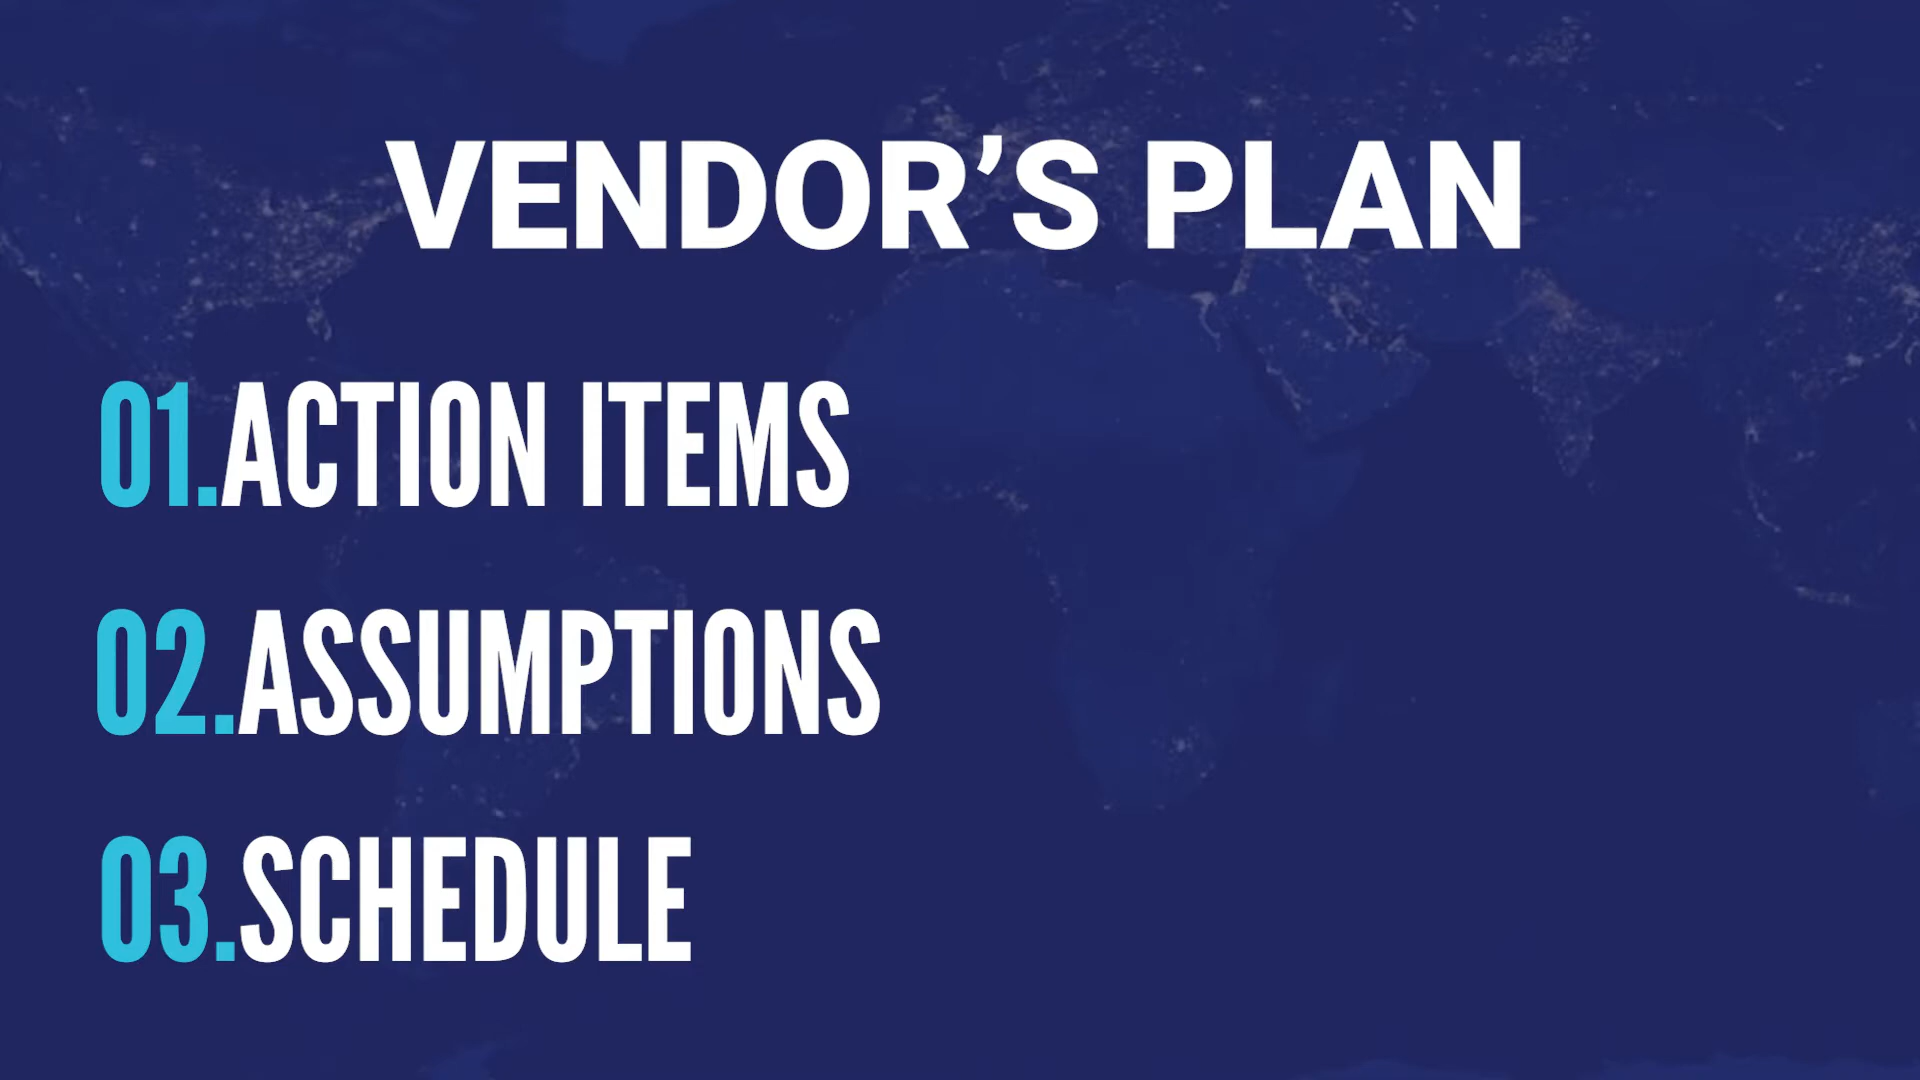 VENDOR’S PLAN
01.ACTION ITEMS
02.ASSUMPTIONS
03.SCHEDULE